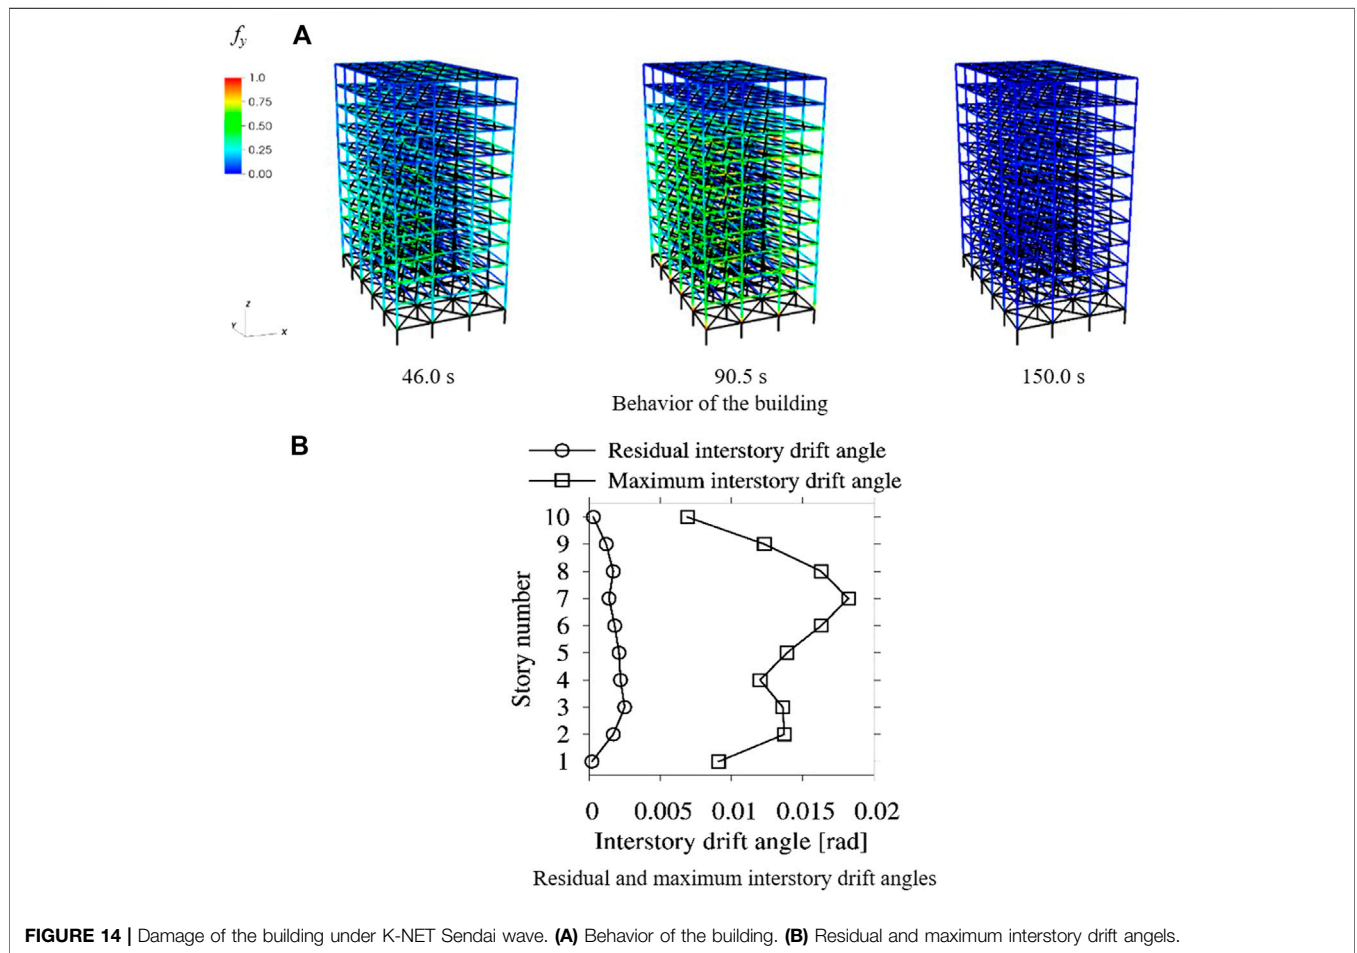 f_y
A
1.0
0.75
0.50
0.25
0.00
Z
Y
X
46.0 s
90.5 s
150.0 s
Behavior of the building
B
Residual interstory drift angle
Maximum interstory drift angle
10
9
8
7
6
5
4
3
2
1
Story number
0 0.005 0.01 0.015 0.02
Interstory drift angle [rad]
Residual and maximum interstory drift angles
FIGURE 14 | Damage of the building under K-NET Sendai wave. (A) Behavior of the building. (B) Residual and maximum interstory drift angels.